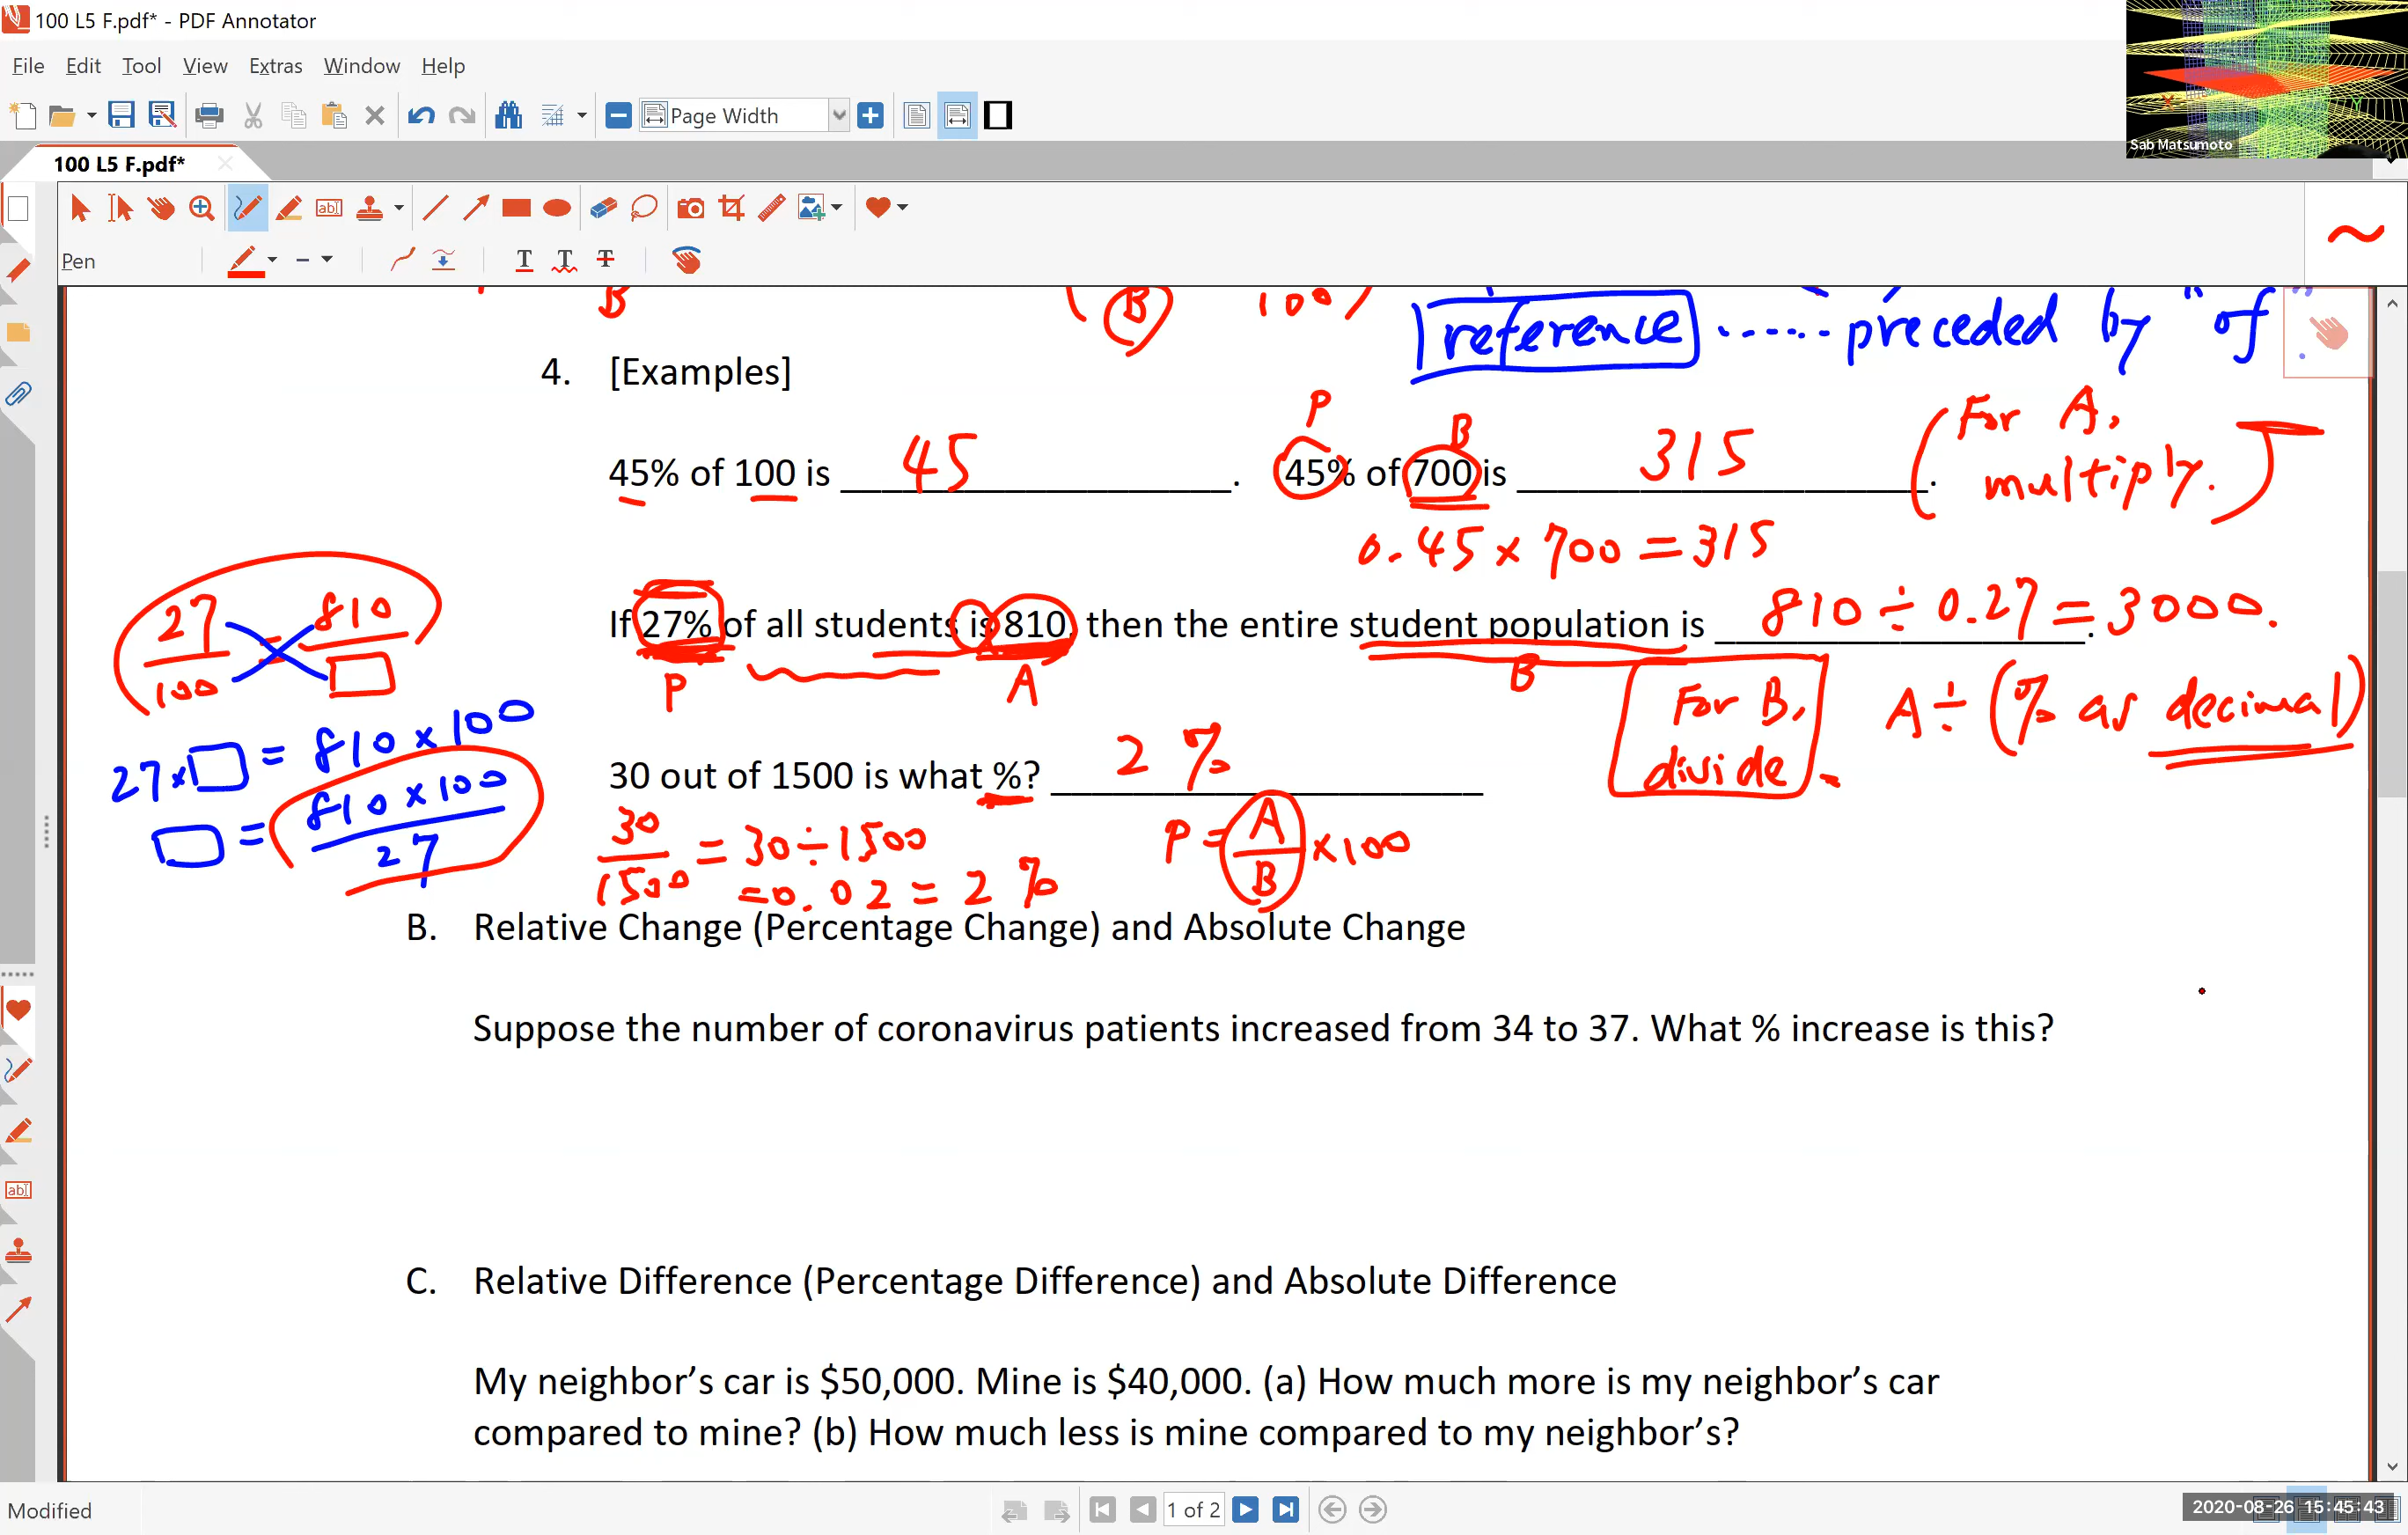 100 L5 F.pdf* - PDF Annotator
File Edit Tool View Extras Window Help
Page Width
Sab Matsumoto
100 L5 F.pdf*
Pen
B
(B 100)
reference ...... preceded by "of"
4. [Examples]
P
B
45% of 100 is 45. 45% of 700 is 315.
(For A, multiply.)
0.45 × 700 = 315
27/100 = 810/□
If 27% of all students is 810, then the entire student population is 810 ÷ 0.27 = 3000.
P A B
For B, divide. A ÷ (% as decimal)
27×□ = 810 × 100
□ = 810 × 100 / 27
30 out of 1500 is what %? 2 %
30/1500 = 30 ÷ 1500
= 0.02 = 2 %
P = A/B × 100
B. Relative Change (Percentage Change) and Absolute Change
Suppose the number of coronavirus patients increased from 34 to 37. What % increase is this?
C. Relative Difference (Percentage Difference) and Absolute Difference
My neighbor's car is $50,000. Mine is $40,000. (a) How much more is my neighbor's car
compared to mine? (b) How much less is mine compared to my neighbor's?
Modified
1 of 2
2020-08-26 15:45:43